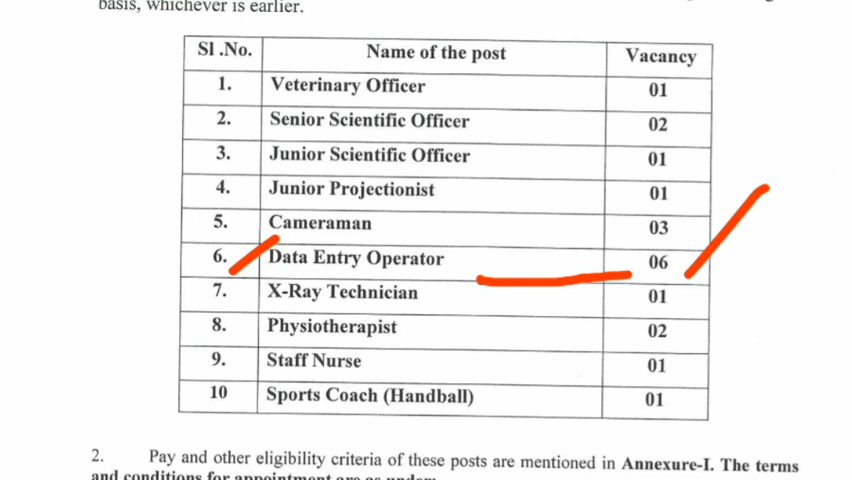 basis, whichever is earlier.
Sl .No. Name of the post Vacancy
1. Veterinary Officer 01
2. Senior Scientific Officer 02
3. Junior Scientific Officer 01
4. Junior Projectionist 01
5. Cameraman 03
6. Data Entry Operator 06
7. X-Ray Technician 01
8. Physiotherapist 02
9. Staff Nurse 01
10 Sports Coach (Handball) 01
2. Pay and other eligibility criteria of these posts are mentioned in Annexure-I. The terms
and conditions for appointment are as under: